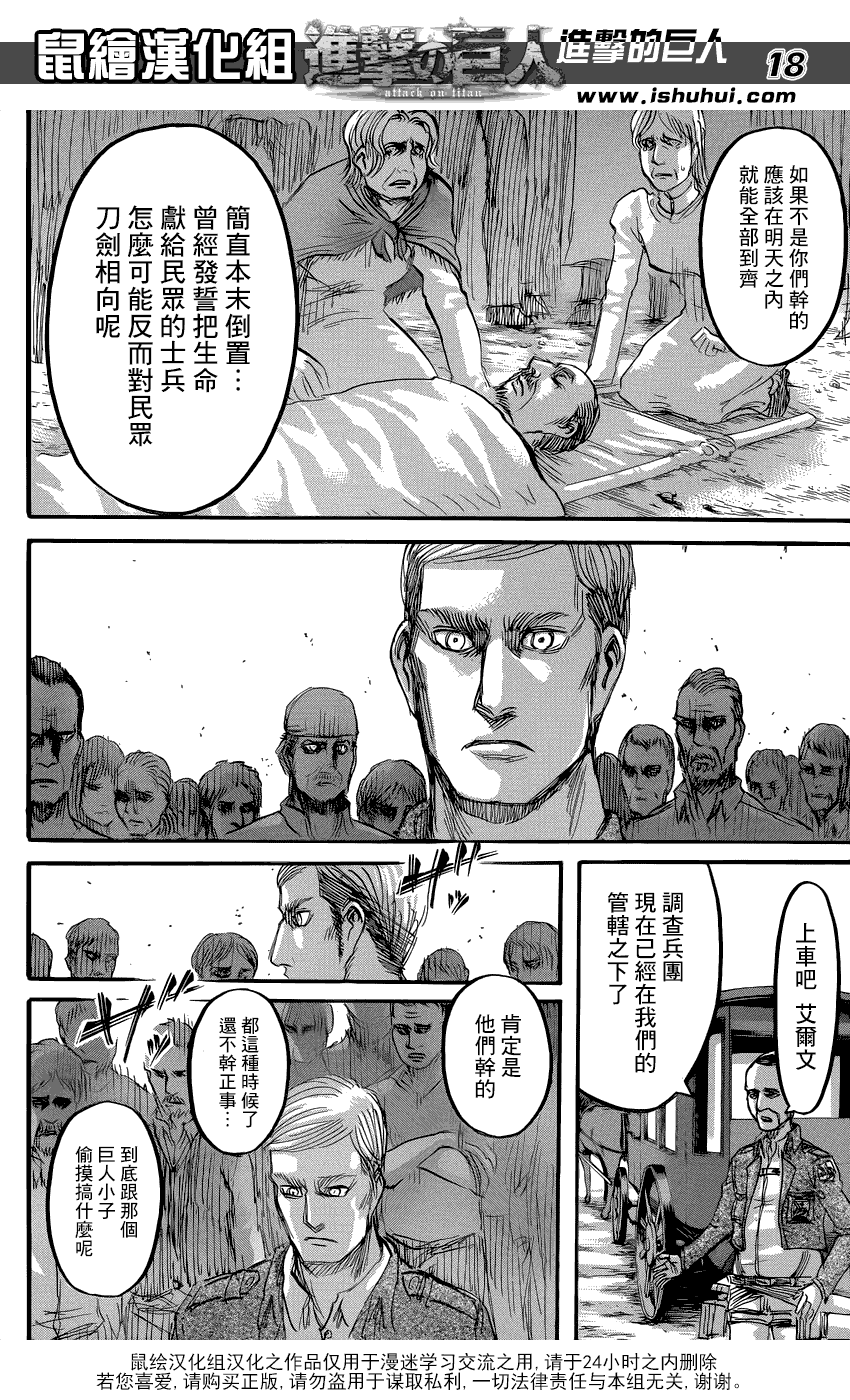 鼠繪漢化組
進撃の巨人
attack on titan
進擊的巨人
18
www.ishuhui.com
如果不是你們幹的
應該在明天之內
就能全部到齊
簡直本末倒置…
曾經發誓把生命
獻給民眾的士兵
怎麼可能反而對民眾
刀劍相向呢
上車吧 艾爾文
調查兵團
現在已經在我們的
管轄之下了
肯定是
他們幹的
都這種時候了
還不幹正事…
到底跟那個
巨人小子
偷摸搞什麼呢
鼠绘汉化组汉化之作品仅用于漫迷学习交流之用, 请于24小时之内删除
若您喜爱, 请购买正版, 请勿盗用于谋取私利, 一切法律责任与本组无关, 谢谢。